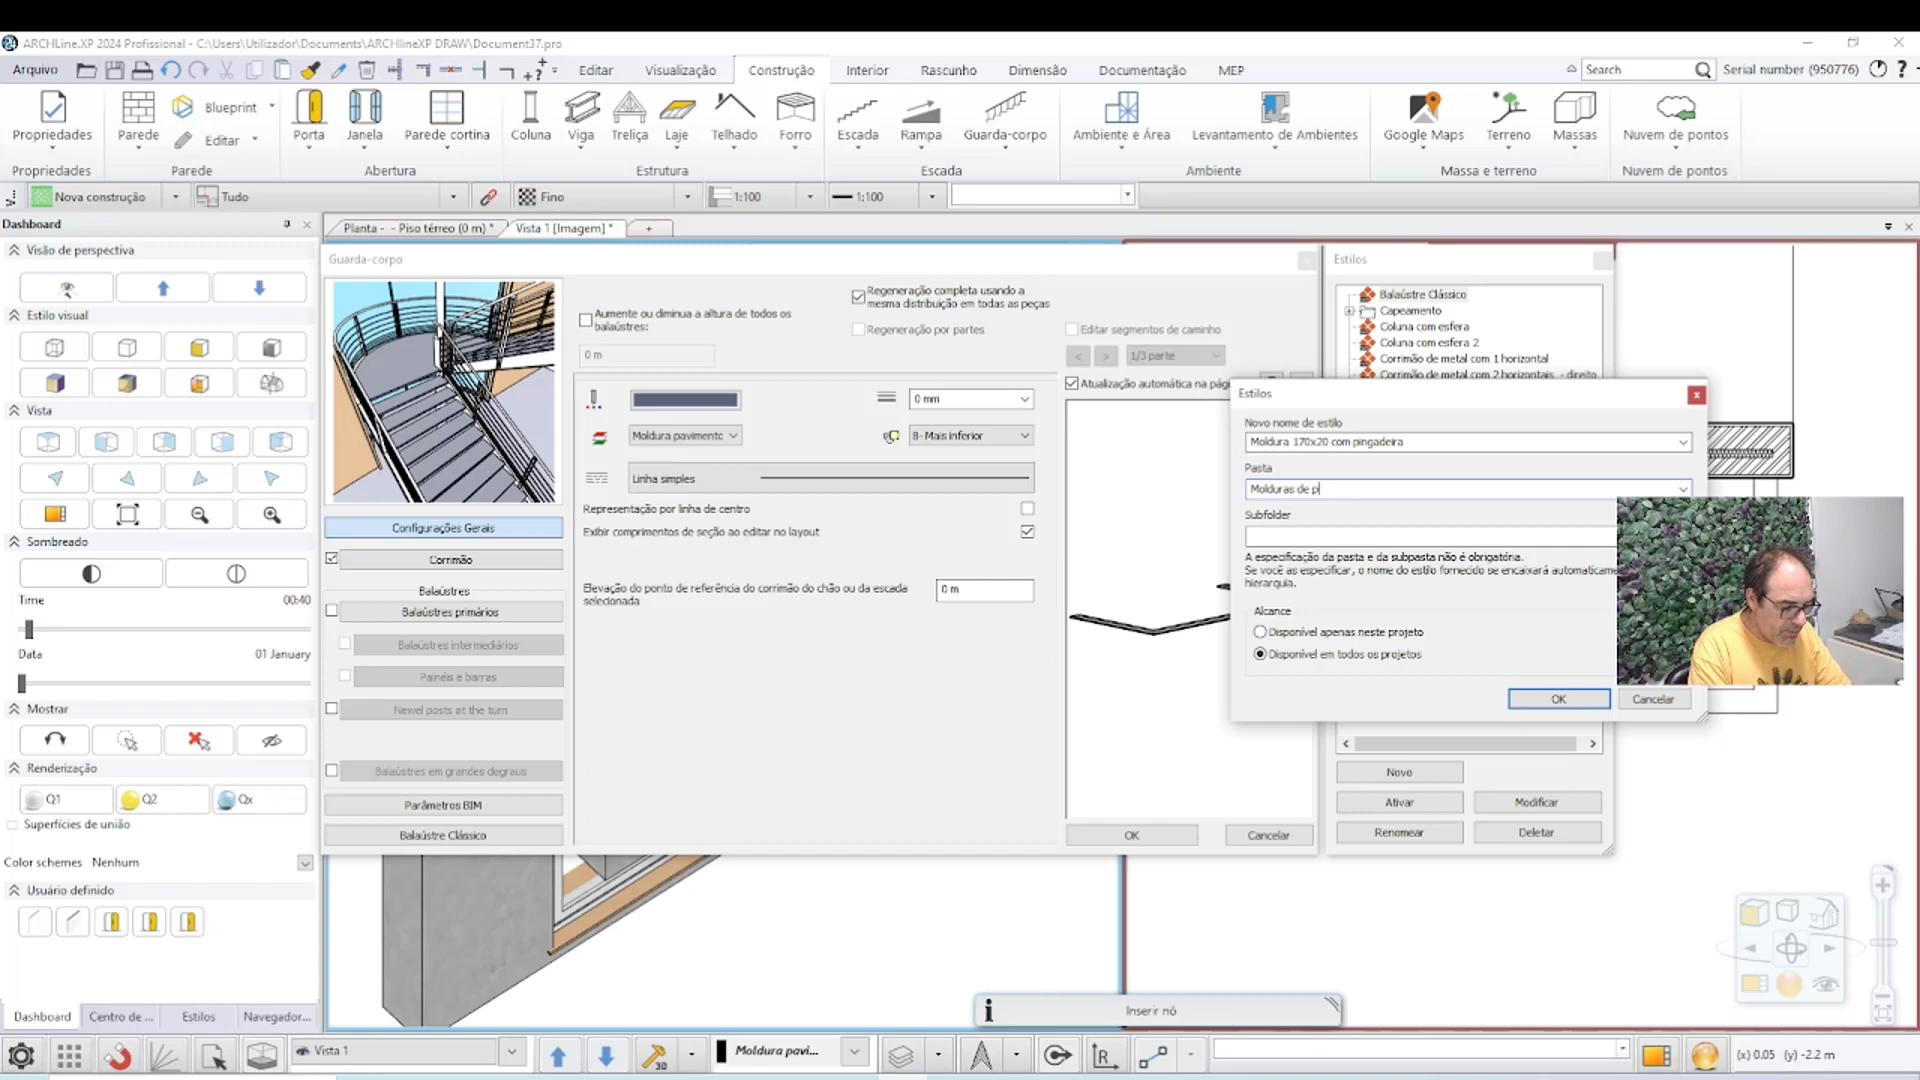 ARCHLine.XP 2024 Profissional - C:\Users\Utilizador\Documents\ARCHlineXP DRAW\Document37.pro
Arquivo
Editar
Visualização
Construção
Interior
Rascunho
Dimensão
Documentação
MEP
Search
Serial number (950776)
Propriedades
Parede
Blueprint
Editar
Porta
Janela
Parede cortina
Coluna
Viga
Treliça
Laje
Telhado
Forro
Escada
Rampa
Guarda-corpo
Ambiente e Área
Levantamento de Ambientes
Google Maps
Terreno
Massas
Nuvem de pontos
Propriedades
Parede
Abertura
Estrutura
Escada
Ambiente
Massa e terreno
Nuvem de pontos
Nova construção
Tudo
Fino
1:100
1:100
Dashboard
Planta - - Piso térreo (0 m) *
Vista 1 [Imagem] *
+
Visão de perspectiva
Estilo visual
Vista
Sombreado
Time
00:40
Data
01 January
Mostrar
Renderização
Q1
Q2
Qx
Superfícies de união
Color schemes
Nenhum
Usuário definido
Dashboard
Centro de ...
Estilos
Navegador...
Guarda-corpo
Aumente ou diminua a altura de todos os
balaústres:
0 m
Regeneração completa usando a
mesma distribuição em todas as peças
Regeneração por partes
Editar segmentos de caminho
<
>
1/3 parte
Atualização automática na pági
Moldura pavimento
0 mm
8- Mais inferior
Linha simples
Representação por linha de centro
Exibir comprimentos de seção ao editar no layout
Elevação do ponto de referência do corrimão do chão ou da escada
selecionada
0 m
Configurações Gerais
Corrimão
Balaústres
Balaústres primários
Balaústres intermediários
Painéis e barras
Newel posts at the turn
Balaústres em grandes degraus
Parâmetros BIM
Balaústre Clássico
OK
Cancelar
Estilos
Balaústre Clássico
Capeamento
Coluna com esfera
Coluna com esfera 2
Corrimão de metal com 1 horizontal
Corrimão de metal com 2 horizontais - direito
Estilos
Novo nome de estilo
Moldura 170x20 com pingadeira
Pasta
Molduras de p
Subfolder
A especificação da pasta e da subpasta não é obrigatória.
Se você as especificar, o nome do estilo fornecido se encaixará automaticame
hierarquia.
Alcance
Disponível apenas neste projeto
Disponível em todos os projetos
OK
Cancelar
Novo
Ativar
Modificar
Renomear
Deletar
Inserir nó
Vista 1
30
Moldura pavi...
R
(x) 0.05 (y) -2.2 m